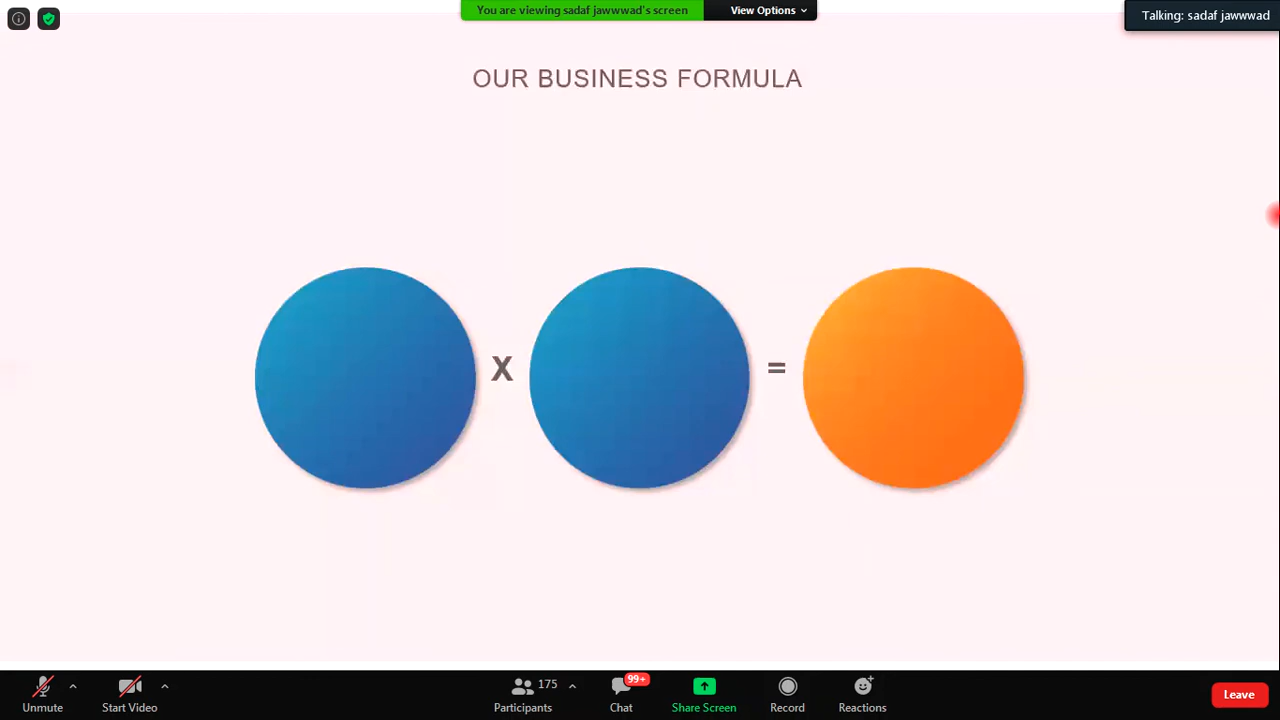 You are viewing sadaf jawwwad's screen
View Options
Talking: sadaf jawwwad
OUR BUSINESS FORMULA
X
=
175
99+
Unmute
Start Video
Participants
Chat
Share Screen
Record
Reactions
Leave